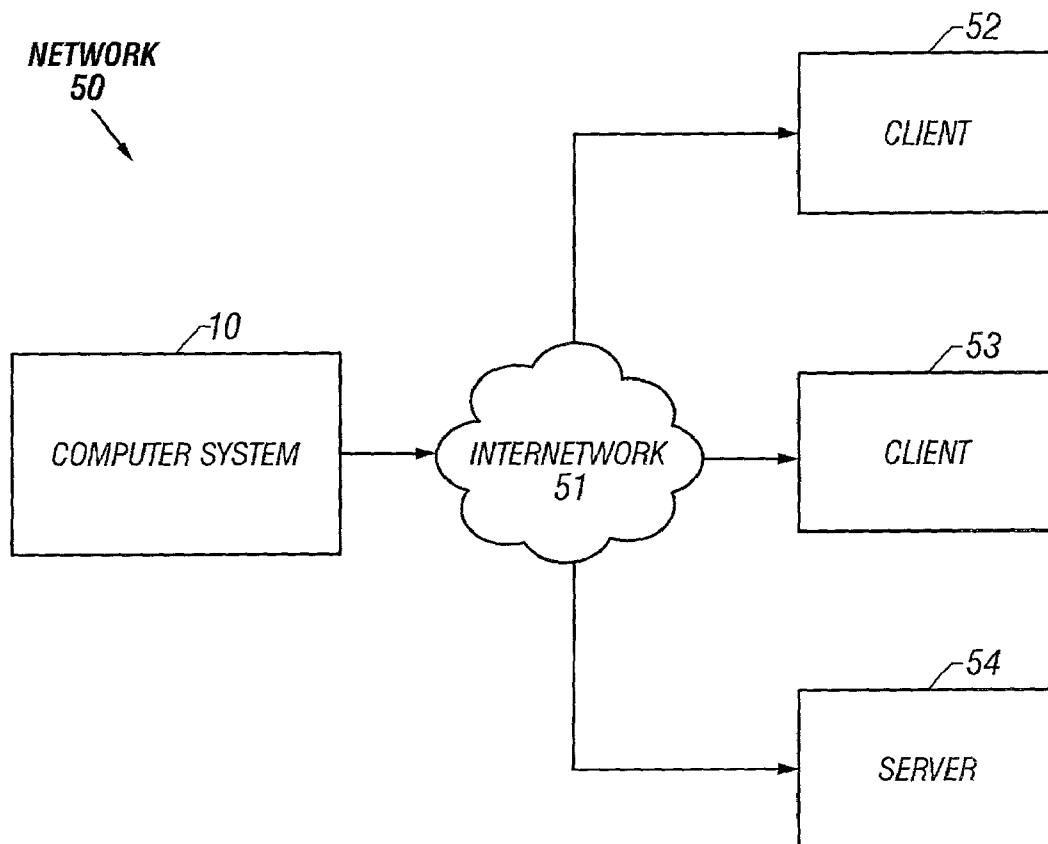 NETWORK
50
52
CLIENT
10
COMPUTER SYSTEM
INTERNETWORK
51
53
CLIENT
54
SERVER